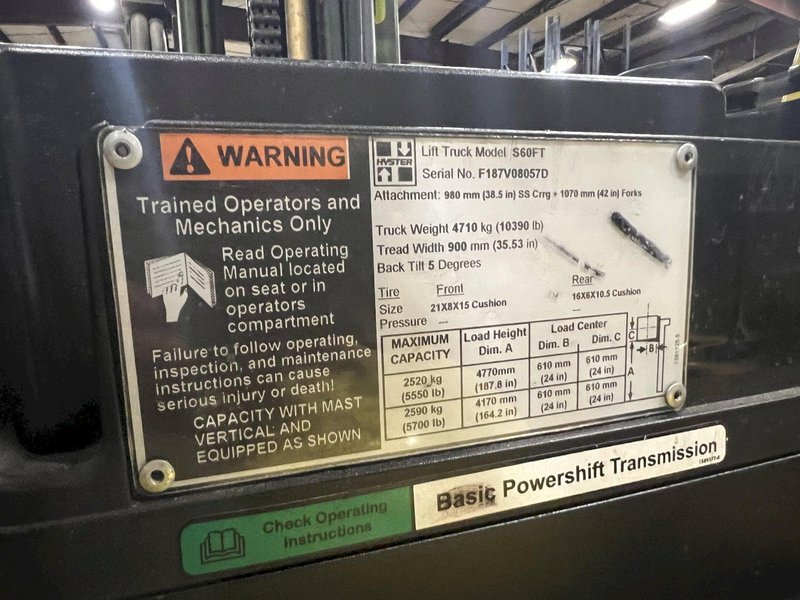 WARNING
Trained Operators and
Mechanics Only
Read Operating
Manual located
on seat or in
operators
compartment
Failure to follow operating,
inspection, and maintenance
instructions can cause
serious injury or death!
CAPACITY WITH MAST
VERTICAL AND
EQUIPPED AS SHOWN
HYSTER
Lift Truck Model S60FT
Serial No. F187V08057D
Attachment: 980 mm (38.5 in) SS Crrg + 1070 mm (42 in) Forks
Truck Weight 4710 kg (10390 lb)
Tread Width 900 mm (35.53 in)
Back Tilt 5 Degrees
Tire Front Rear
Size 21X8X15 Cushion 16X6X10.5 Cushion
Pressure --- ---
MAXIMUM CAPACITY Load Height Dim. A Load Center Dim. B Dim. C
2520 kg (5550 lb) 4770mm (187.8 in) 610 mm (24 in) 610 mm (24 in)
2590 kg (5700 lb) 4170 mm (164.2 in) 610 mm (24 in) 610 mm (24 in)
C
B
A
Check Operating
Instructions
Basic Powershift Transmission